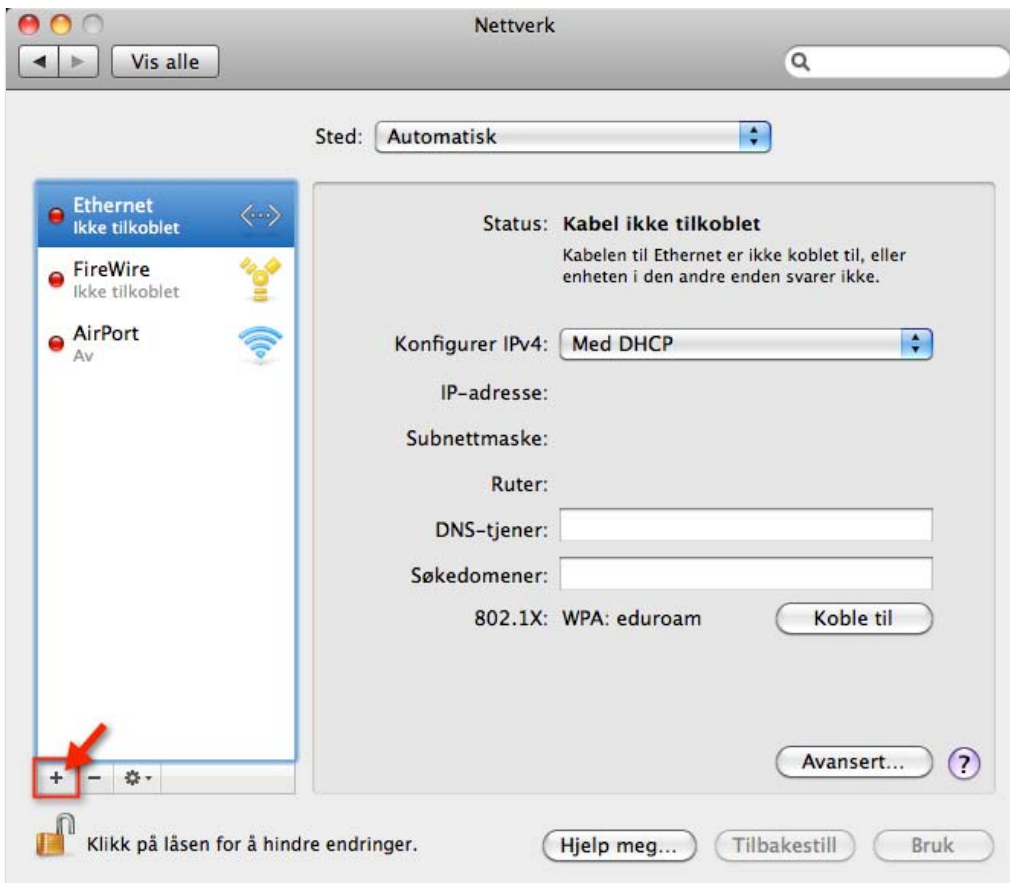 Nettverk
Vis alle
Sted: Automatisk
Ethernet
Ikke tilkoblet
FireWire
Ikke tilkoblet
AirPort
Av
Status: Kabel ikke tilkoblet
Kabelen til Ethernet er ikke koblet til, eller
enheten i den andre enden svarer ikke.
Konfigurer IPv4: Med DHCP
IP-adresse:
Subnettmaske:
Ruter:
DNS-tjener:
Søkedomener:
802.1X: WPA: eduroam Koble til
Avansert... ?
+ −
Klikk på låsen for å hindre endringer.
Hjelp meg... Tilbakestill Bruk